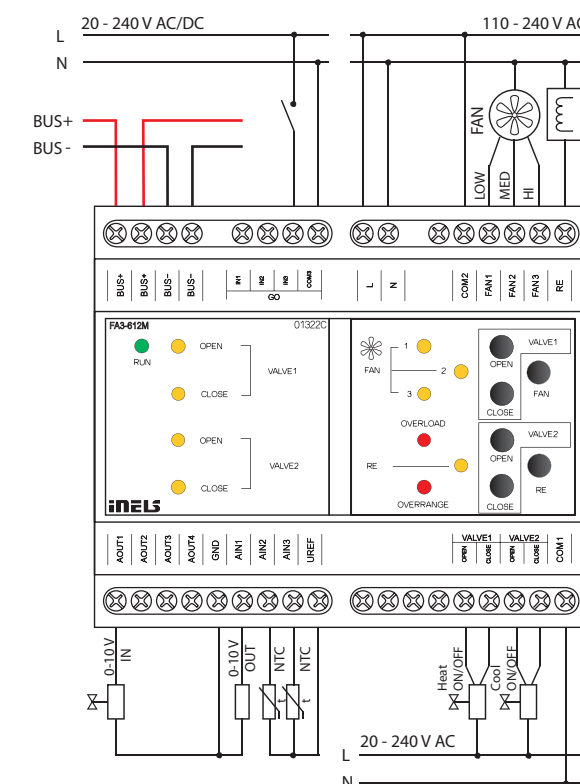 20 - 240 V AC/DC
110 - 240 V AC
L
N
BUS+
BUS -
FAN
LOW
MED
HI
BUS+ BUS+ BUS- BUS- IN1 IN2 IN3 COM3 L N COM2 FAN1 FAN2 FAN3 RE
GO
FA3-612M 01322C
RUN
OPEN
CLOSE
VALVE1
OPEN
CLOSE
VALVE2
iNELS
FAN
1
2
3
OVERLOAD
RE
OVERRANGE
VALVE1
OPEN
FAN
CLOSE
VALVE2
OPEN
RE
CLOSE
AOUT1 AOUT2 AOUT3 AOUT4 GND AIN1 AIN2 AIN3 UREF
VALVE1 VALVE2
OPEN CLOSE OPEN CLOSE COM1
0-10 V
IN
0-10 V
OUT
NTC
NTC
t
t
Heat
ON/OFF
Cool
ON/OFF
20 - 240 V AC
L
N